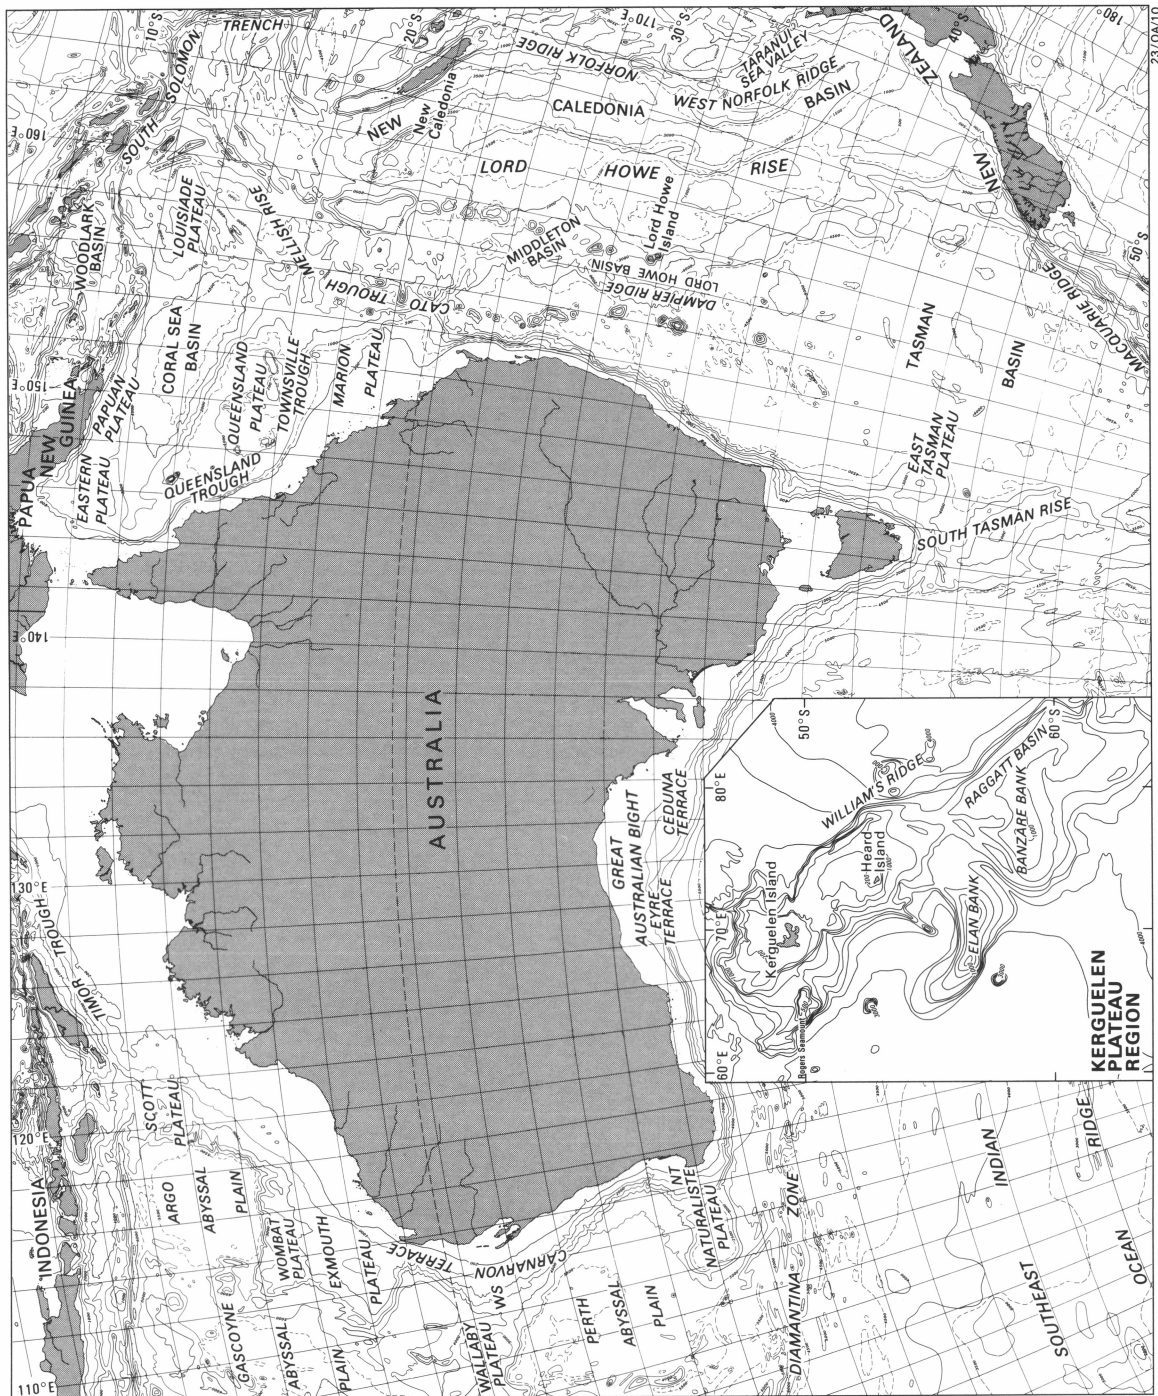 110°E
INDONESIA
120°E
TIMOR TROUGH
130°E
140°E
PAPUA
NEW
GUINEA
150°E
EASTERN
PLATEAU
PAPUAN
PLATEAU
WOODLARK
BASIN
160°E
10°S
SOUTH SOLOMON
TRENCH
LOUISIADE
PLATEAU
CORAL SEA
BASIN
QUEENSLAND
TROUGH
QUEENSLAND
PLATEAU
TOWNSVILLE
TROUGH
MARION
PLATEAU
MELLISH RISE
CATO
TROUGH
20°S
NEW
New
Caledonia
CALEDONIA
BASIN
170°E
NORFOLK RIDGE
30°S
WEST NORFOLK RIDGE
TARANUI
SEA VALLEY
LORD
HOWE
RISE
MIDDLETON
BASIN
Lord Howe
Island
LORD HOWE BASIN
DAMPIER RIDGE
180°E
40°S
NEW
ZEALAND
TASMAN
BASIN
EAST
TASMAN
PLATEAU
SOUTH TASMAN RISE
MACQUARIE RIDGE
50°S
AUSTRALIA
SCOTT
PLATEAU
ARGO
ABYSSAL
PLAIN
WOMBAT
PLATEAU
EXMOUTH
PLATEAU
GASCOYNE
ABYSSAL
PLAIN
CARNARVON
TERRACE
WALLABY
PLATEAU
WS
PERTH
ABYSSAL
PLAIN
NT
NATURALISTE
PLATEAU
DIAMANTINA
ZONE
GREAT
AUSTRALIAN BIGHT
EYRE
TERRACE
CEDUNA
TERRACE
SOUTHEAST
INDIAN
RIDGE
OCEAN
60°E
70°E
80°E
50°S
60°S
Kerguelen Island
Rogers Seamount
Heard
Island
WILLIAM'S RIDGE
RAGGATT BASIN
BANZARE BANK
ELAN BANK
KERGUELEN
PLATEAU
REGION
23/OA/10